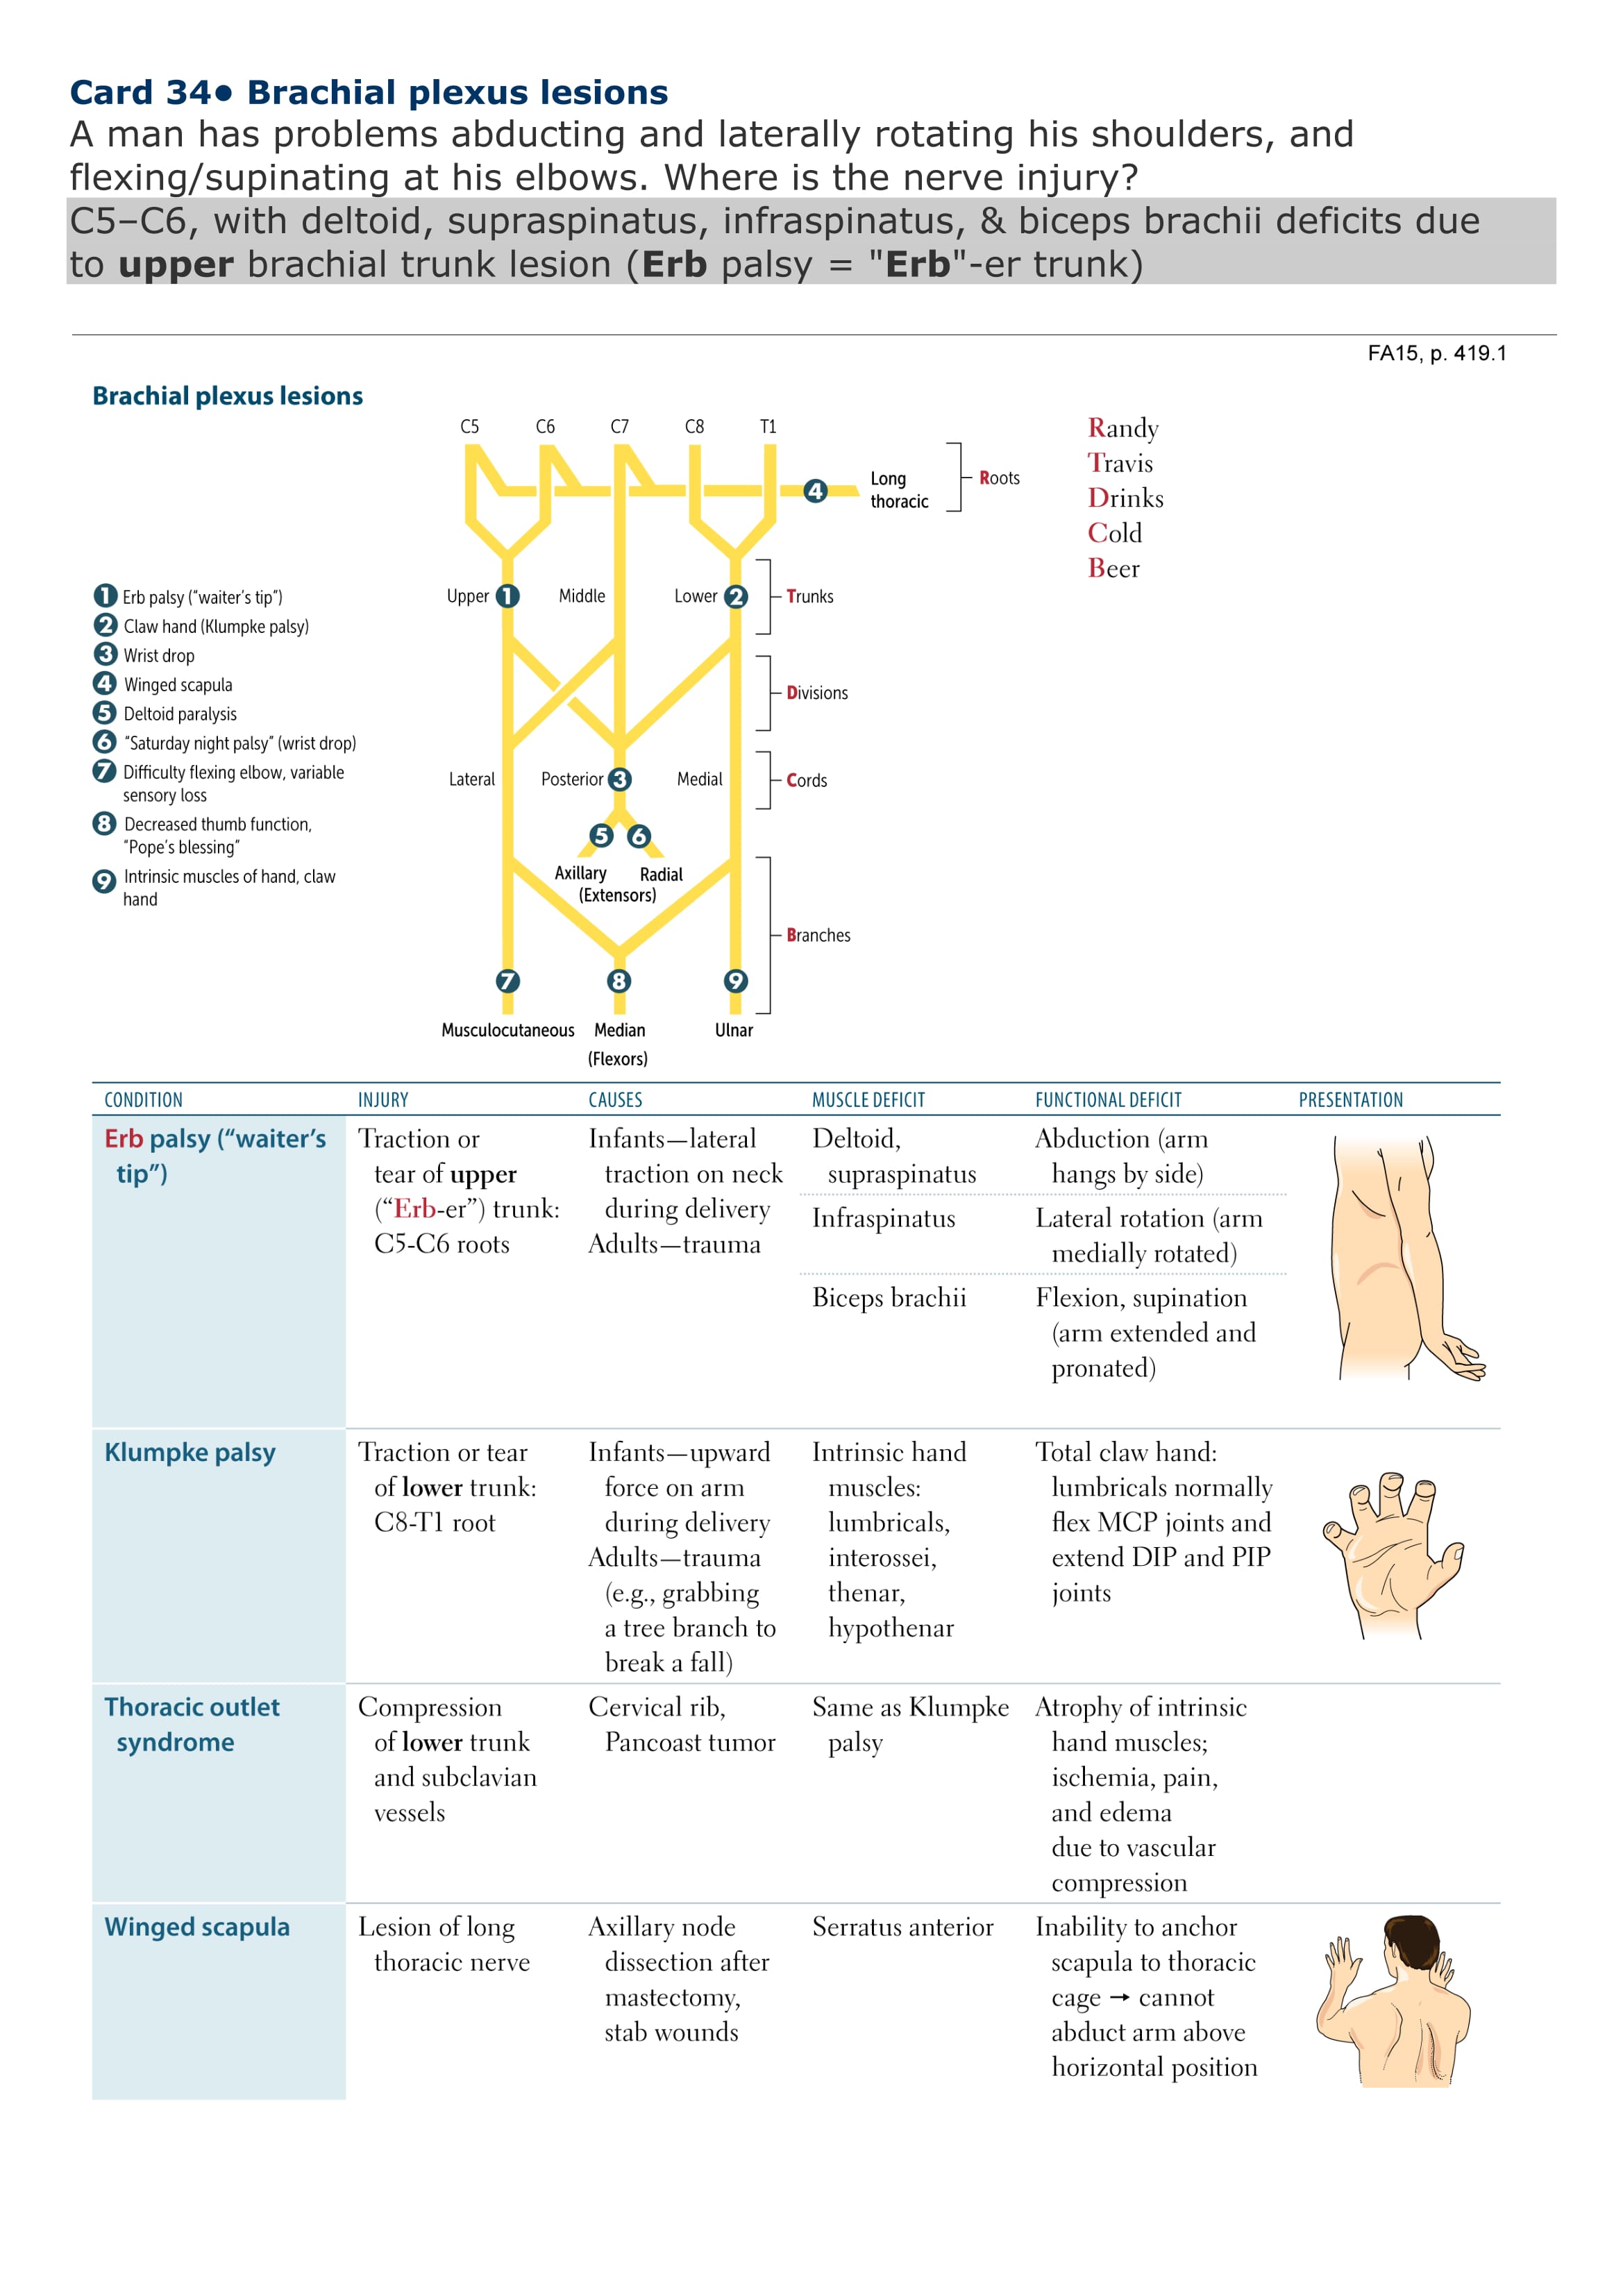 Card 34● Brachial plexus lesions
A man has problems abducting and laterally rotating his shoulders, and
flexing/supinating at his elbows. Where is the nerve injury?
C5–C6, with deltoid, supraspinatus, infraspinatus, & biceps brachii deficits due
to upper brachial trunk lesion (Erb palsy = "Erb"-er trunk)
FA15, p. 419.1
Brachial plexus lesions
C5 C6 C7 C8 T1
4 Long
thoracic
Roots
Randy
Travis
Drinks
Cold
Beer
1 Erb palsy (“waiter’s tip”)
2 Claw hand (Klumpke palsy)
3 Wrist drop
4 Winged scapula
5 Deltoid paralysis
6 “Saturday night palsy” (wrist drop)
7 Difficulty flexing elbow, variable
sensory loss
8 Decreased thumb function,
“Pope’s blessing”
9 Intrinsic muscles of hand, claw
hand
Upper 1 Middle Lower 2 Trunks
Divisions
Lateral Posterior 3 Medial Cords
5 6
Axillary Radial
(Extensors)
Branches
7 8 9
Musculocutaneous Median Ulnar
(Flexors)
CONDITION INJURY CAUSES MUSCLE DEFICIT FUNCTIONAL DEFICIT PRESENTATION
Erb palsy (“waiter’s
tip”)
Traction or
tear of upper
(“Erb-er”) trunk:
C5-C6 roots
Infants—lateral
traction on neck
during delivery
Adults—trauma
Deltoid,
supraspinatus
Abduction (arm
hangs by side)
Infraspinatus
Lateral rotation (arm
medially rotated)
Biceps brachii
Flexion, supination
(arm extended and
pronated)
Klumpke palsy
Traction or tear
of lower trunk:
C8-T1 root
Infants—upward
force on arm
during delivery
Adults—trauma
(e.g., grabbing
a tree branch to
break a fall)
Intrinsic hand
muscles:
lumbricals,
interossei,
thenar,
hypothenar
Total claw hand:
lumbricals normally
flex MCP joints and
extend DIP and PIP
joints
Thoracic outlet
syndrome
Compression
of lower trunk
and subclavian
vessels
Cervical rib,
Pancoast tumor
Same as Klumpke
palsy
Atrophy of intrinsic
hand muscles;
ischemia, pain,
and edema
due to vascular
compression
Winged scapula
Lesion of long
thoracic nerve
Axillary node
dissection after
mastectomy,
stab wounds
Serratus anterior
Inability to anchor
scapula to thoracic
cage → cannot
abduct arm above
horizontal position